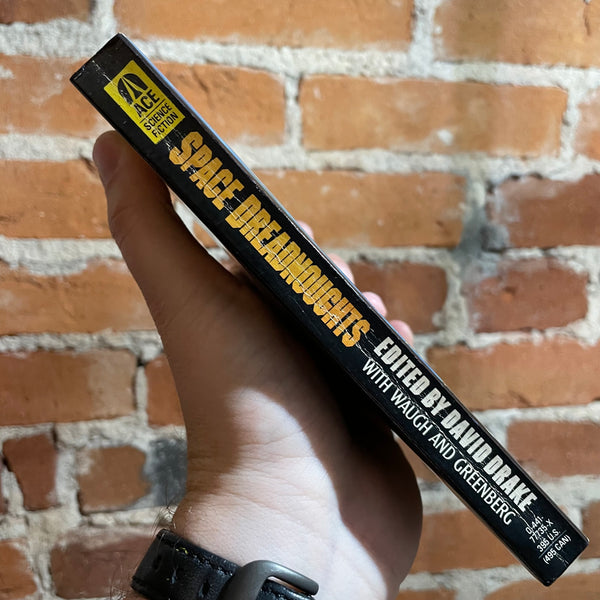 ACE
SCIENCE
FICTION
SPACE DREADNOUGHTS
EDITED BY DAVID DRAKE
WITH WAUGH AND GREENBERG
0-441-
77735-X
395 U.S.
(495 CAN)